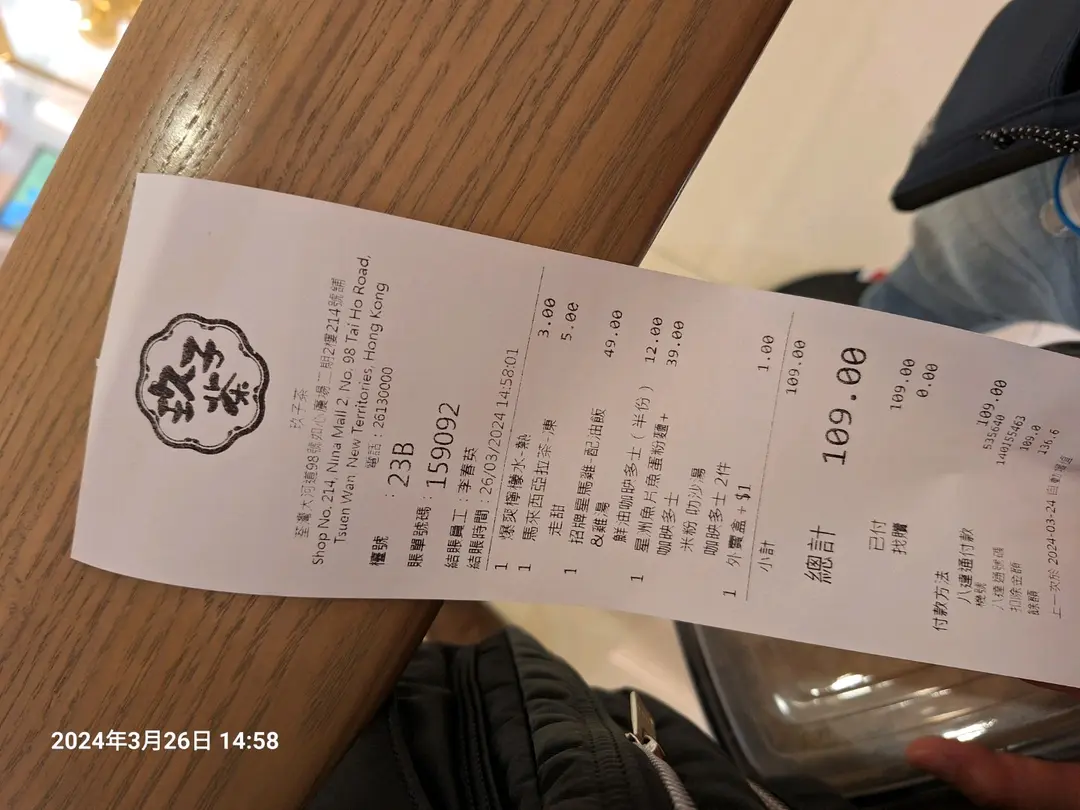 玖子茶
玖子茶
荃灣大河道98號如心廣場二期2樓214號舖
Shop No. 214, Nina Mall 2, No. 98 Tai Ho Road,
Tsuen Wan, New Territories, Hong Kong
電話：26130000
檯號 ：23B
賬單號碼：159092
結賬員工：李春英
結賬時間：26/03/2024 14:58:01
1 爆爽檸檬水-熱 3.00
1 馬來西亞拉茶-凍 5.00
走甜
1 招牌星馬雞 配油飯 49.00
&雞湯
鮮油咖央多士（半份） 12.00
1 星洲魚片魚蛋粉麵+ 39.00
咖央多士
米粉 叻沙湯
咖央多士 2件
1 外賣盒+$1 1.00
小計 109.00
總計 109.00
已付 109.00
找贖 0.00
付款方法
八達通付款 109.00
機號 535640
八達通號碼 140155463
扣除金額 109.0
餘額 136.6
上一次於 2024-03-24 自動增值
2024年3月26日 14:58